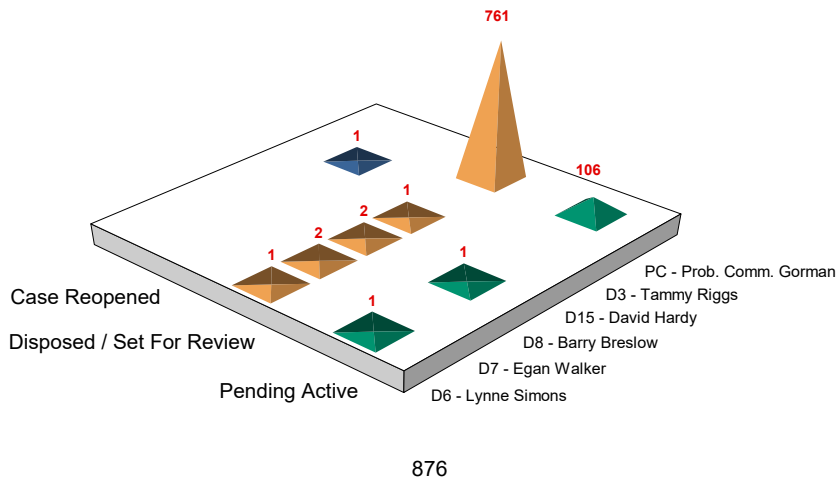 761
1
106
1
2
2
1
1
1
PC - Prob. Comm. Gorman
D3 - Tammy Riggs
D15 - David Hardy
D8 - Barry Breslow
D7 - Egan Walker
D6 - Lynne Simons
Case Reopened
Disposed / Set For Review
Pending Active
876